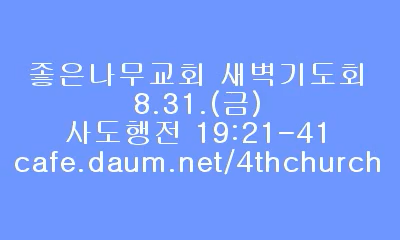 좋은나무교회 새벽기도회
8.31.(금)
사도행전 19:21-41
cafe.daum.net/4thchurch